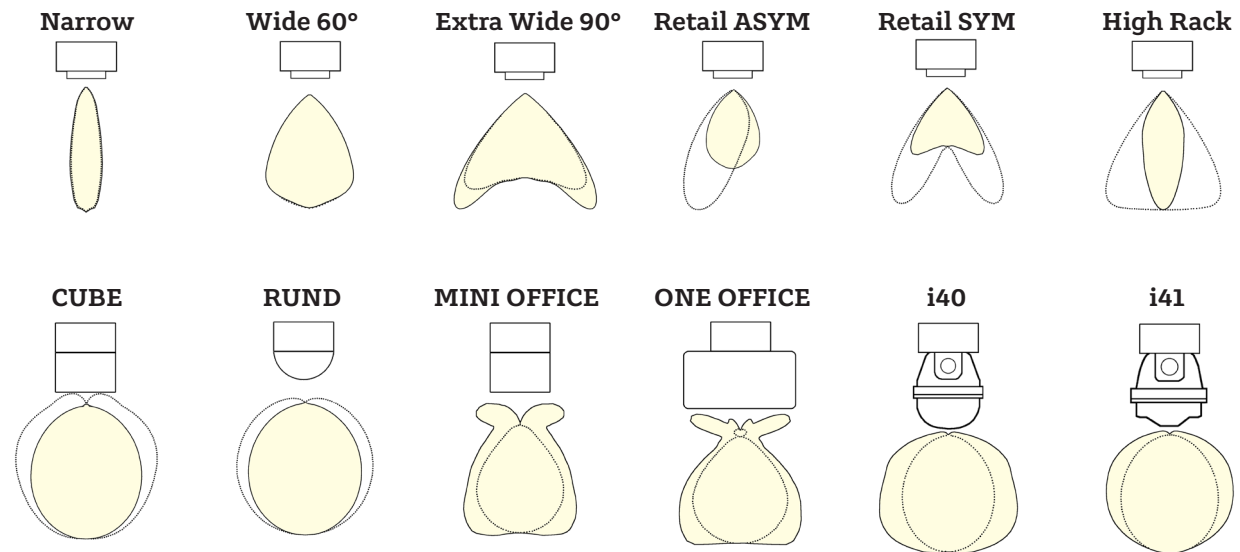 Narrow Wide 60° Extra Wide 90° Retail ASYM Retail SYM High Rack
CUBE RUND MINI OFFICE ONE OFFICE i40 i41